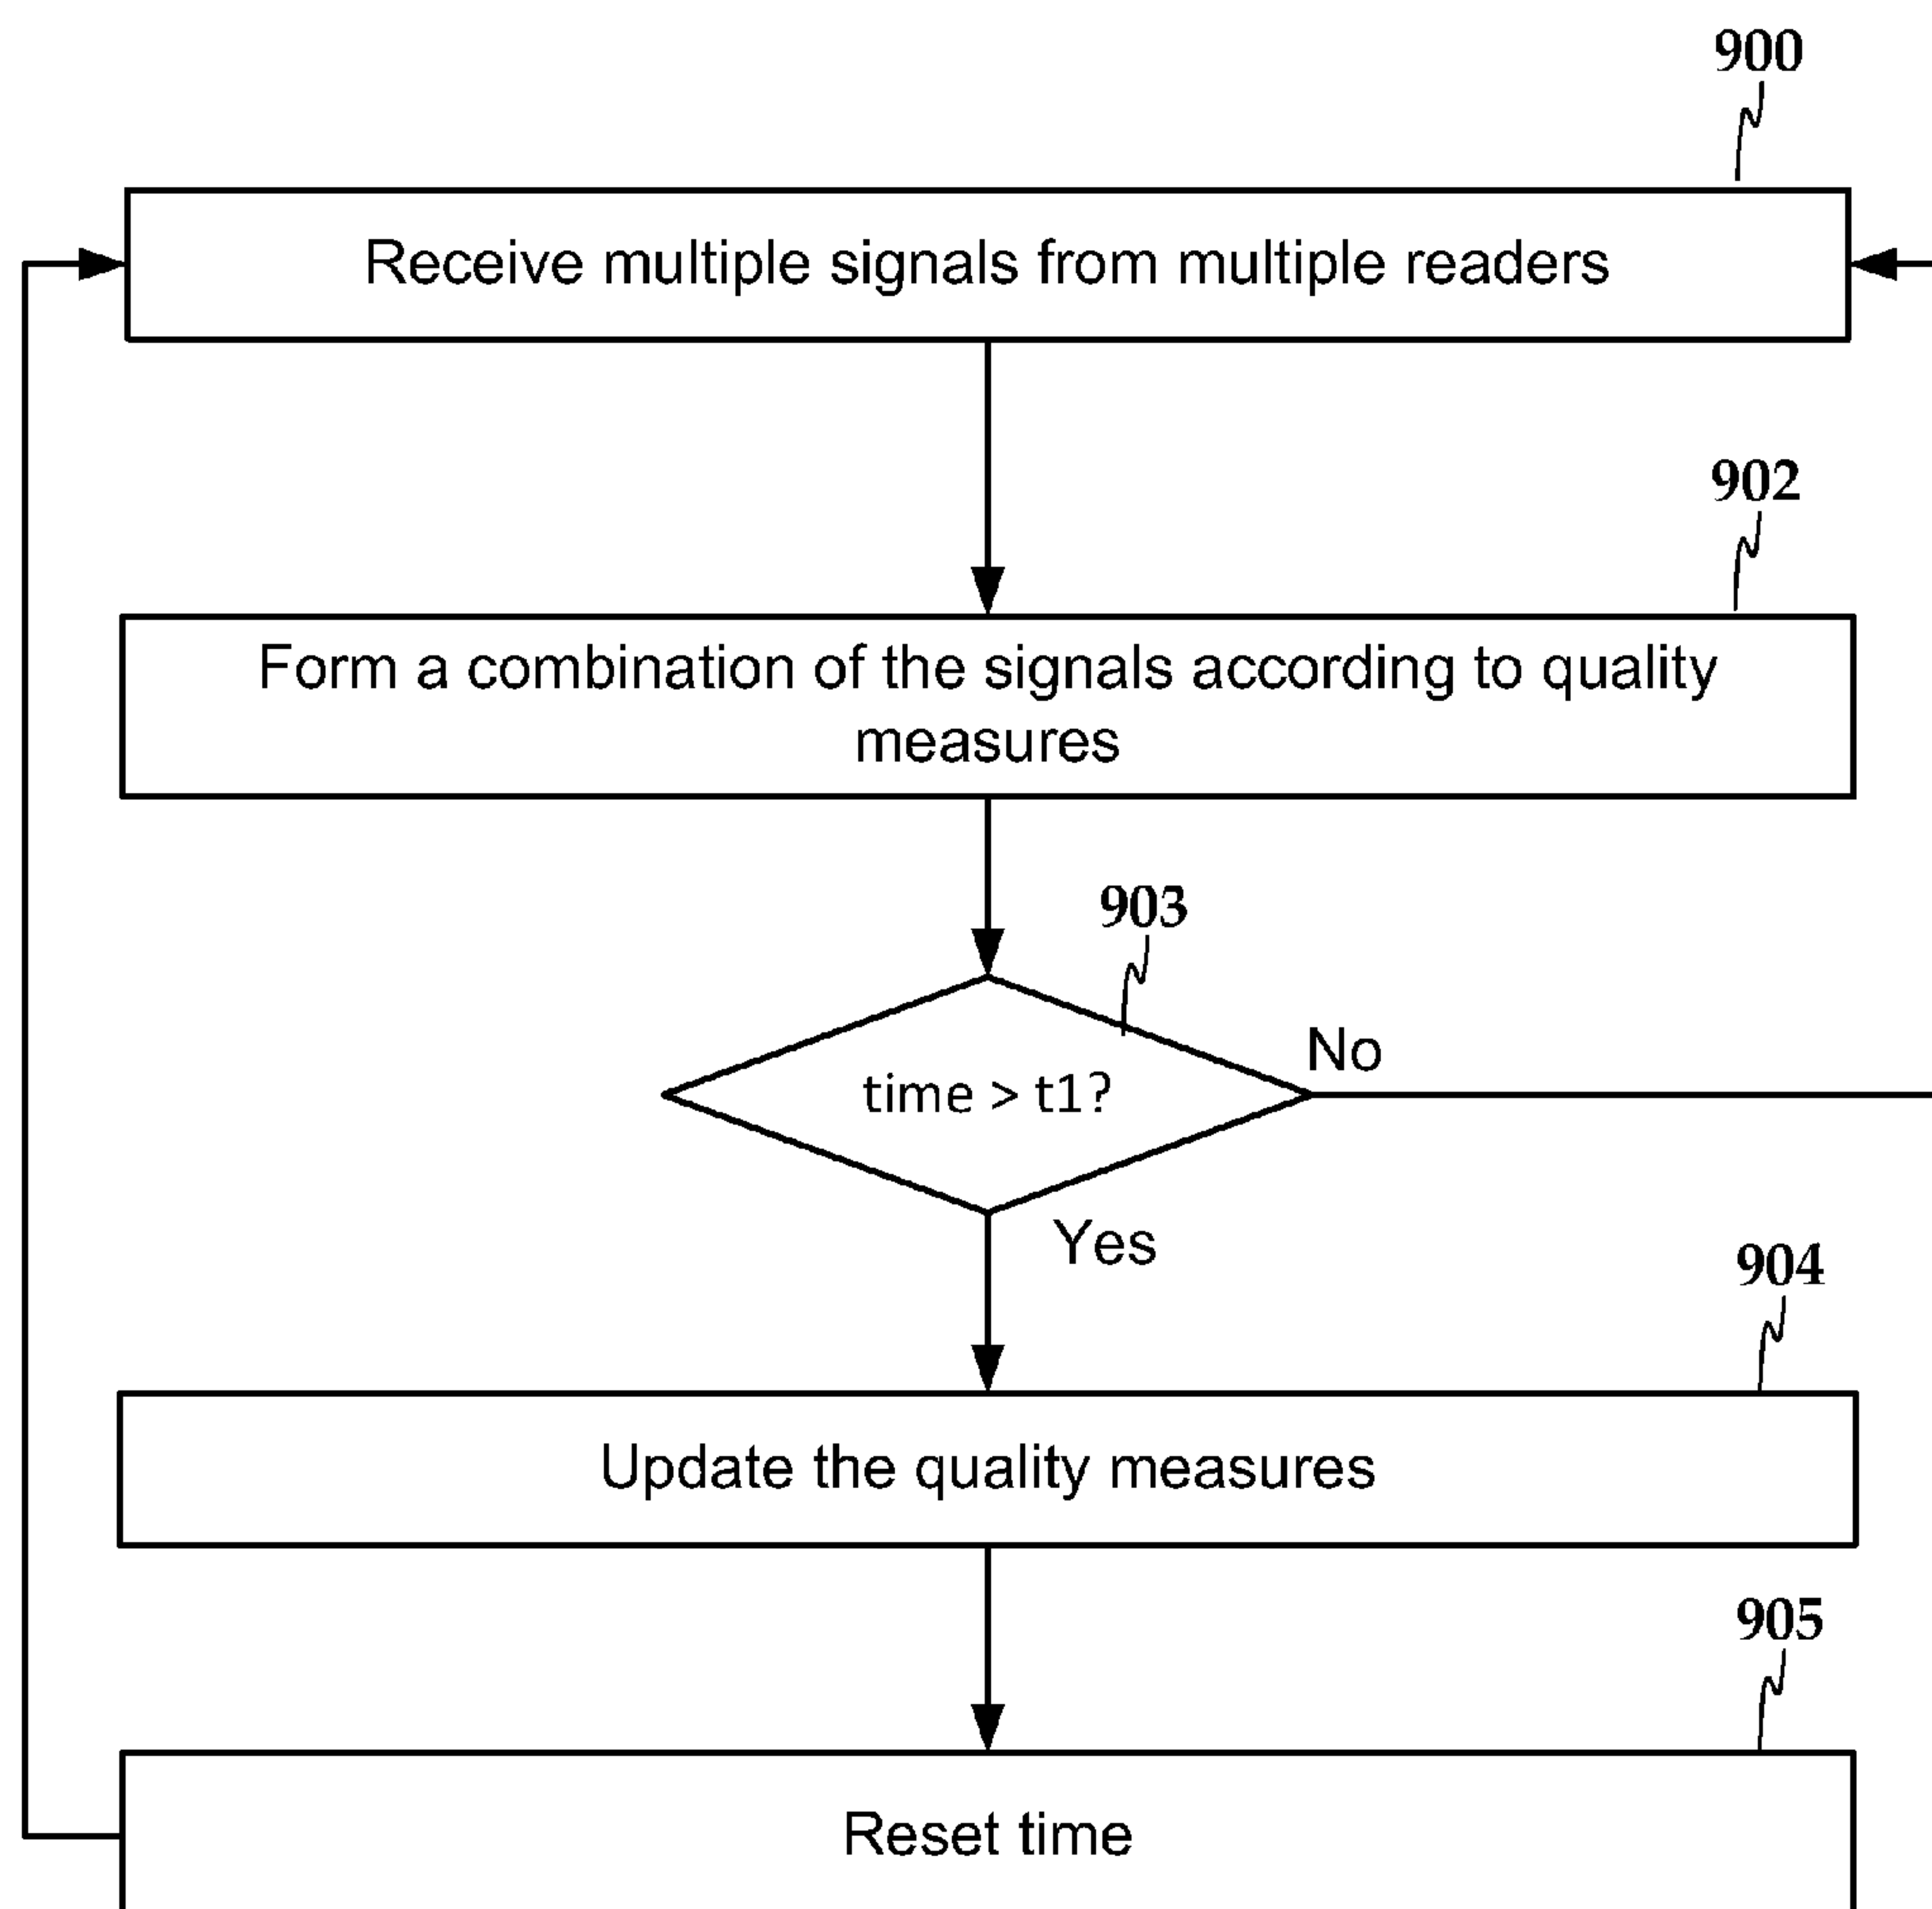 900
Receive multiple signals from multiple readers
902
Form a combination of the signals according to quality
measures
903
time > t1?
No
Yes
904
Update the quality measures
905
Reset time